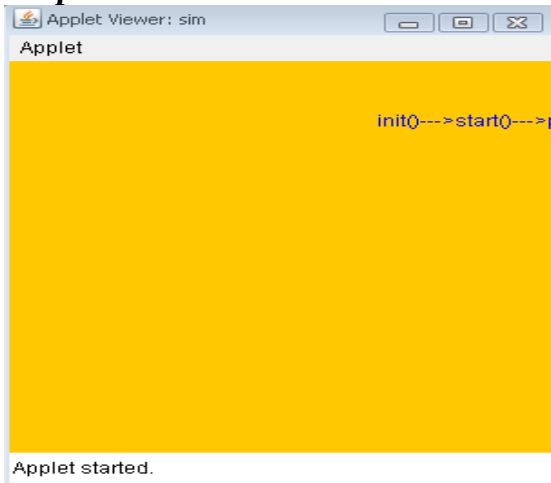 Applet Viewer: sim
Applet
init()--->start()--->
Applet started.